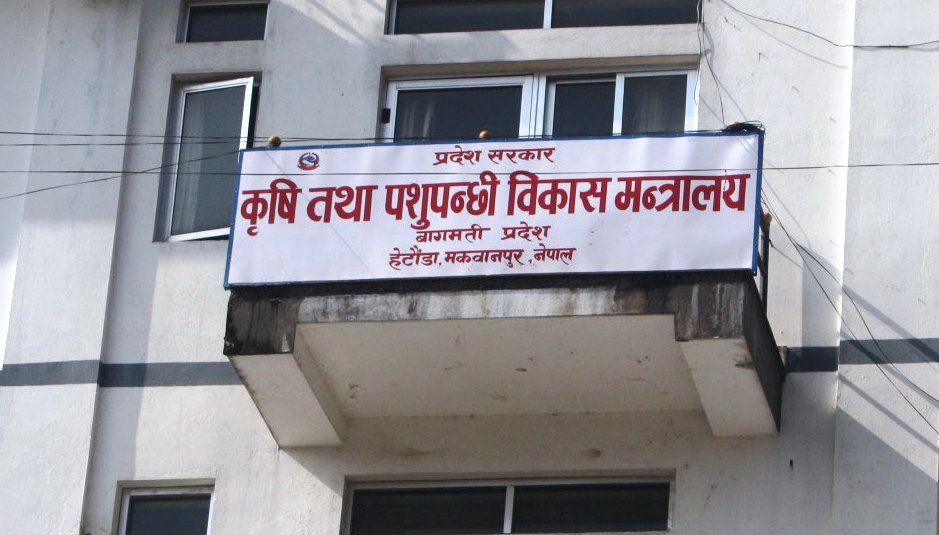 प्रदेश सरकार
कृषि तथा पशुपन्छी विकास मन्त्रालय
बागमती प्रदेश
हेटौंडा, मकवानपुर, नेपाल